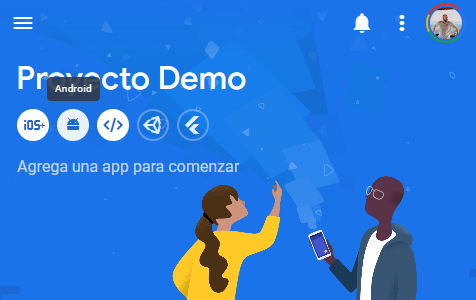 Proyecto Demo
Android
iOS+
</>
Agrega una app para comenzar